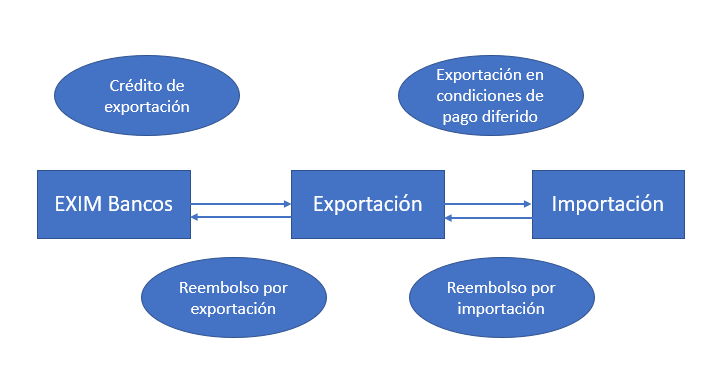 Crédito de
exportación
Exportación en
condiciones de
pago diferido
EXIM Bancos
Exportación
Importación
Reembolso por
exportación
Reembolso por
importación